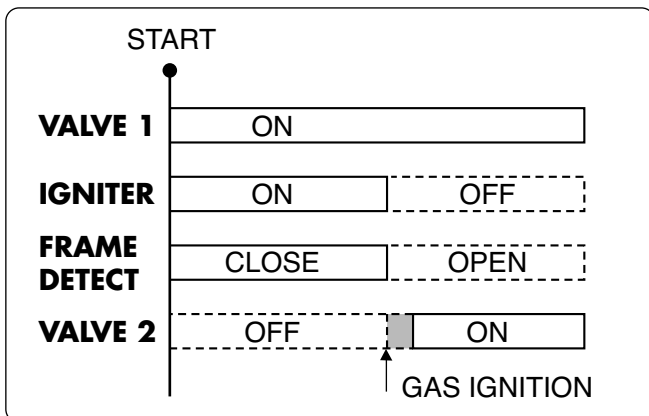 START
VALVE 1 ON
IGNITER ON OFF
FRAME
DETECT CLOSE OPEN
VALVE 2 OFF ON
GAS IGNITION